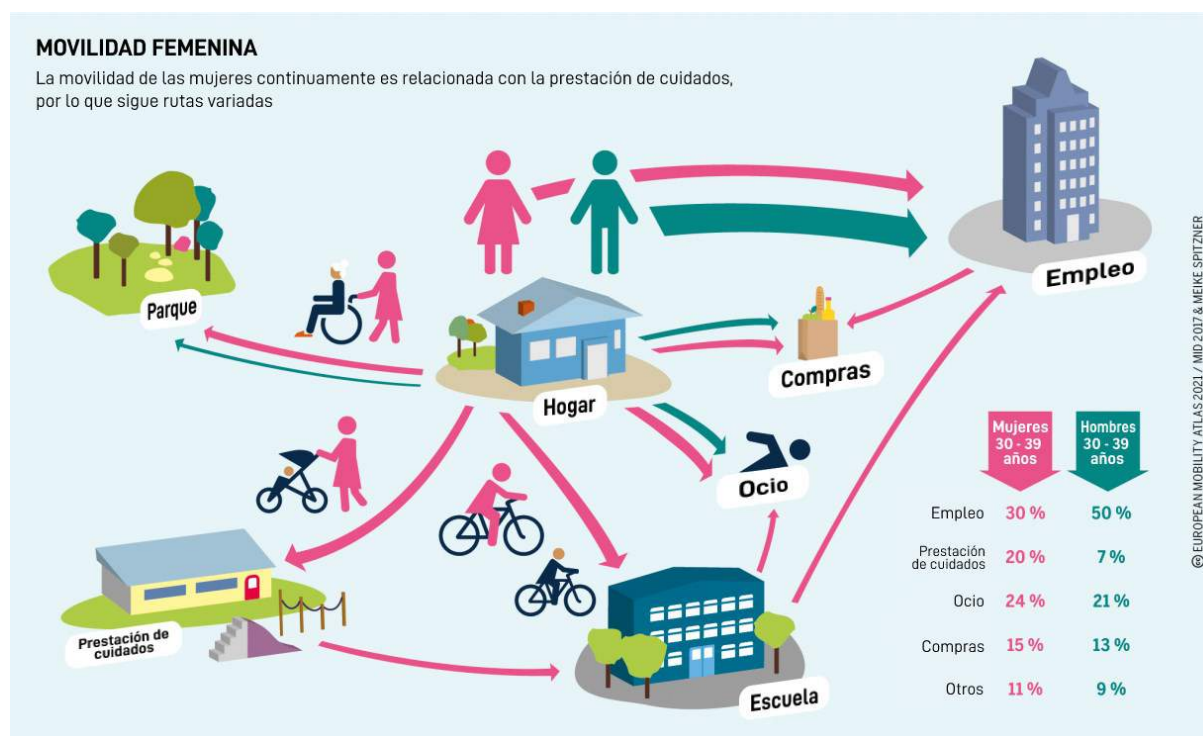 MOVILIDAD FEMENINA
La movilidad de las mujeres continuamente es relacionada con la prestación de cuidados,
por lo que sigue rutas variadas
Parque
Empleo
Hogar
Compras
Ocio
Prestación de
cuidados
Escuela
Mujeres
30 - 39
años
Hombres
30 - 39
años
Empleo 30 % 50 %
Prestación
de cuidados 20 % 7 %
Ocio 24 % 21 %
Compras 15 % 13 %
Otros 11 % 9 %
EUROPEAN MOBILITY ATLAS 2021 / MID 2017 & MEIKE SPITZNER